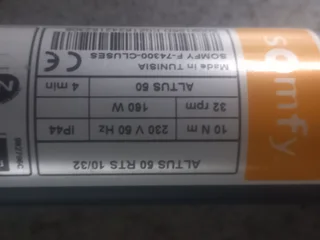 somfy
ALTUS 50 RTS 10/32
10 N m 230 V 50 Hz IP44
32 rpm 160 W
ALTUS 50 4 min
Made in TUNISIA
SOMFY F-74300-CLUSES